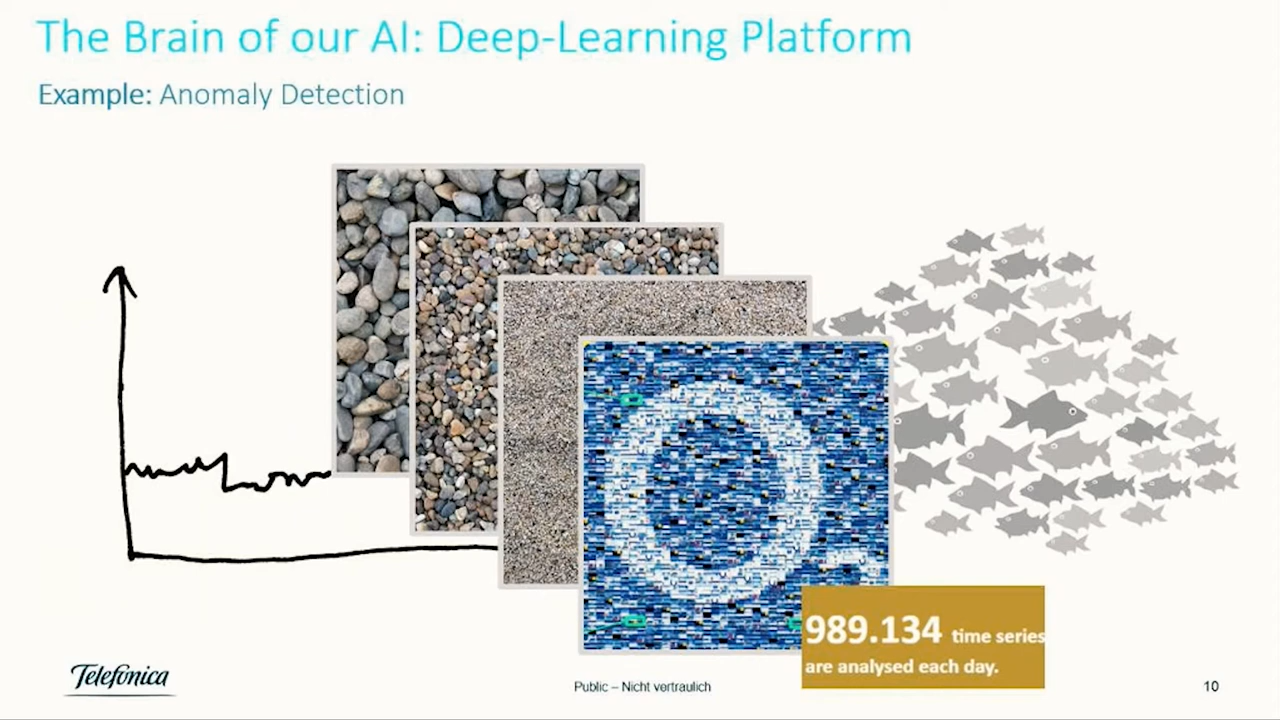 The Brain of our AI: Deep-Learning Platform
Example: Anomaly Detection
989.134 time series
are analysed each day.
Telefónica
Public – Nicht vertraulich
10